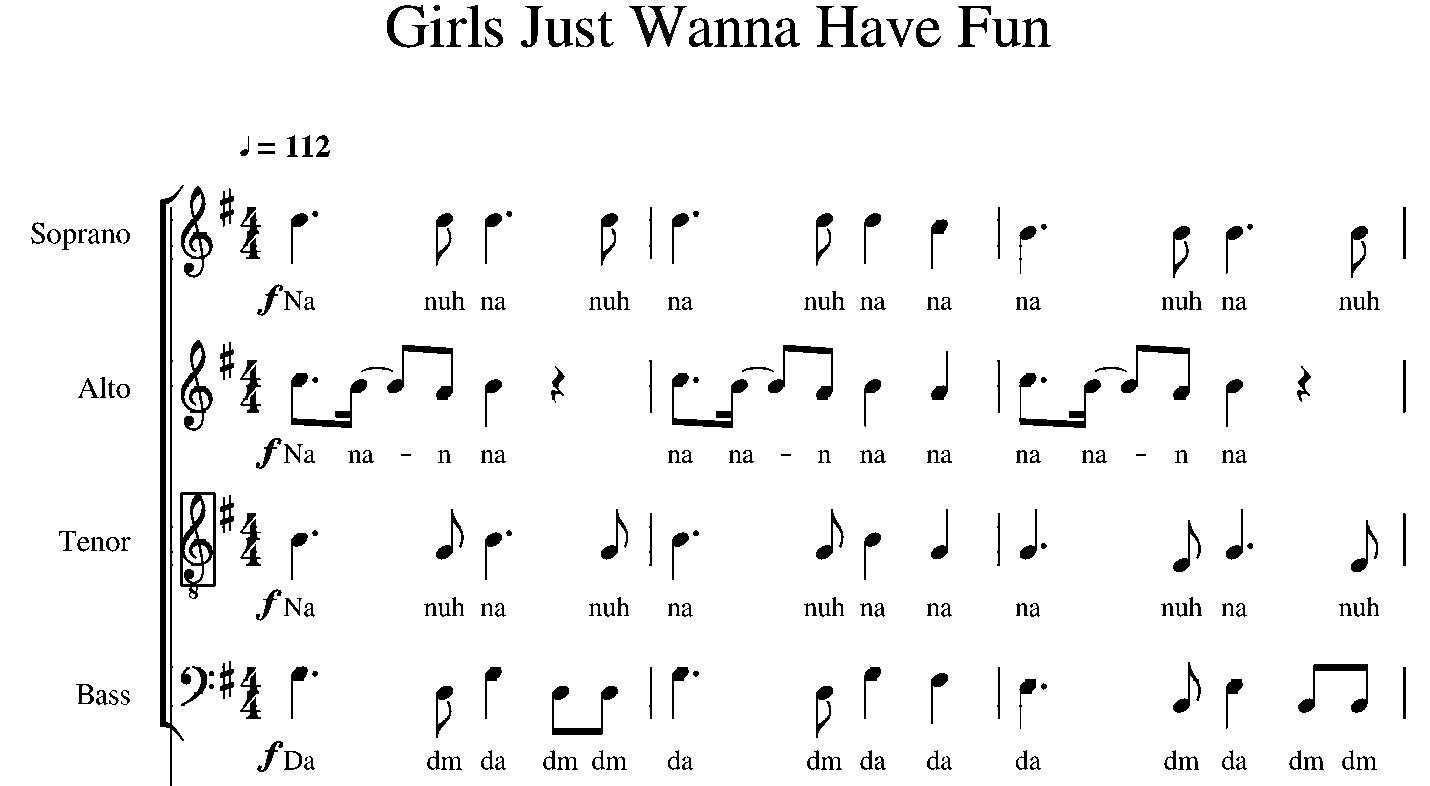 Girls Just Wanna Have Fun
♩ = 112
Soprano
f Na nuh na nuh na nuh na na na nuh na nuh
Alto
f Na na - n na na na - n na na na na - n na
Tenor
8
f Na nuh na nuh na nuh na na na nuh na nuh
Bass
f Da dm da dm dm da dm da da da dm da dm dm